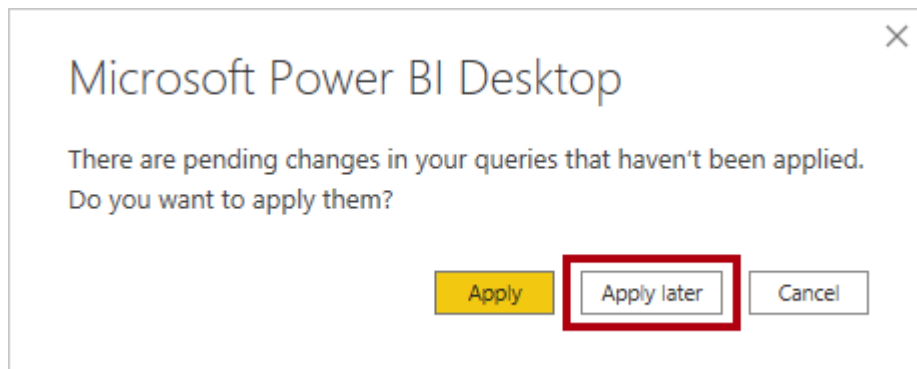 Microsoft Power BI Desktop
There are pending changes in your queries that haven't been applied.
Do you want to apply them?
Apply Apply later Cancel